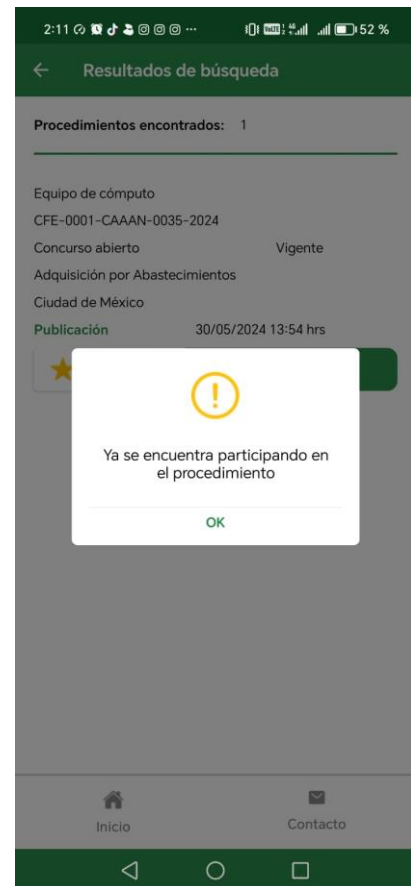 2:11 52 %
Resultados de búsqueda
Procedimientos encontrados: 1
Equipo de cómputo
CFE-0001-CAAAN-0035-2024
Concurso abierto Vigente
Adquisición por Abastecimientos
Ciudad de México
Publicación 30/05/2024 13:54 hrs
Ya se encuentra participando en
el procedimiento
OK
Inicio Contacto